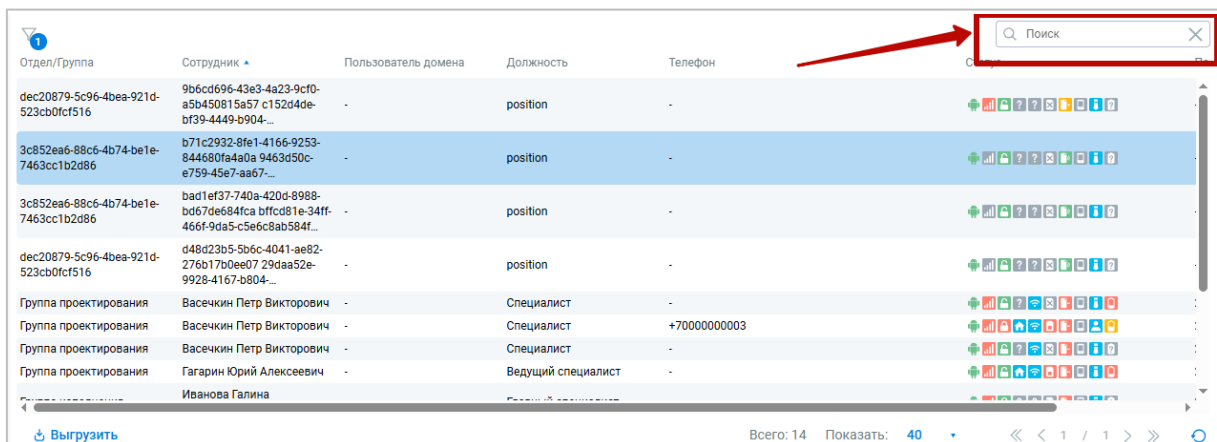 1
Поиск
Отдел/Группа Сотрудник Пользователь домена Должность Телефон
dec20879-5c96-4bea-921d-
523cb0fcf516
9b6cd696-43e3-4a23-9cf0-
a5b450815a57 c152d4de-
bf39-4449-b904-...
-
position
-
3c852ea6-88c6-4b74-be1e-
7463cc1b2d86
b71c2932-8fe1-4166-9253-
844680fa4a0a 9463d50c-
e759-45e7-aa67-...
-
position
-
3c852ea6-88c6-4b74-be1e-
7463cc1b2d86
bad1ef37-740a-420d-8988-
bd67de684fca bffcd81e-34ff-
466f-9da5-c5e6c8ab584f...
-
position
-
dec20879-5c96-4bea-921d-
523cb0fcf516
d48d23b5-5b6c-4041-ae82-
276b17b0ee07 29daa52e-
9928-4167-b804-...
-
position
-
Группа проектирования Васечкин Петр Викторович - Специалист -
Группа проектирования Васечкин Петр Викторович - Специалист +70000000003
Группа проектирования Васечкин Петр Викторович - Специалист -
Группа проектирования Гагарин Юрий Алексеевич - Ведущий специалист -
Иванова Галина
Выгрузить Всего: 14 Показать: 40 1 / 1